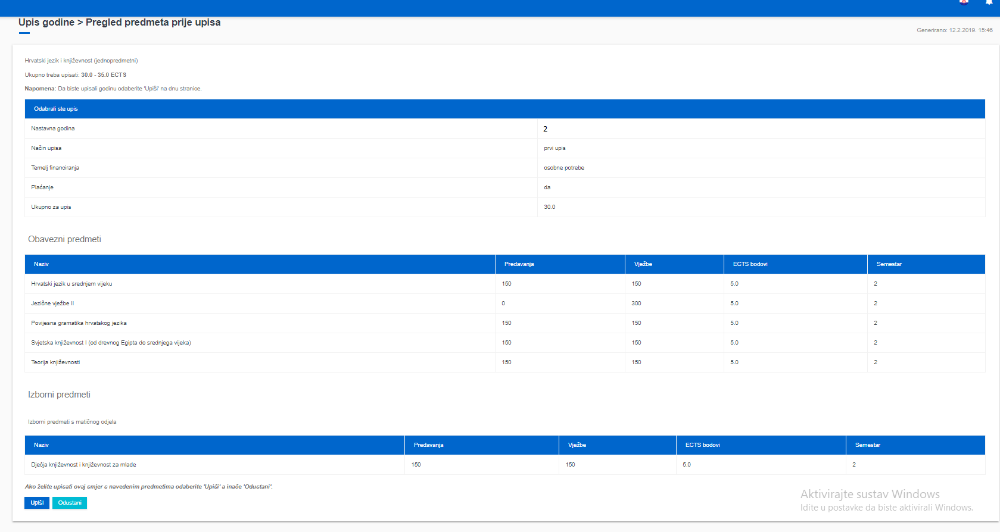 Upis godine > Pregled predmeta prije upisa
Generirano: 12.2.2019. 15:46
Hrvatski jezik i književnost (jednopredmetni)
Ukupno treba upisati: 30.0 - 35.0 ECTS
Napomena: Da biste upisali godinu odaberite 'Upiši' na dnu stranice.
Odabrali ste upis
Nastavna godina 2
Način upisa prvi upis
Temelj financiranja osobne potrebe
Plaćanje da
Ukupno za upis 30.0
Obavezni predmeti
Naziv Predavanja Vježbe ECTS bodovi Semestar
Hrvatski jezik u srednjem vijeku 150 150 5.0 2
Jezične vježbe II 0 300 5.0 2
Povijesna gramatika hrvatskog jezika 150 150 5.0 2
Svjetska književnost I (od drevnog Egipta do srednjega vijeka) 150 150 5.0 2
Teorija književnosti 150 150 5.0 2
Izborni predmeti
Izborni predmeti s matičnog odjela
Naziv Predavanja Vježbe ECTS bodovi Semestar
Dječja književnost i književnost za mlade 150 150 5.0 2
Ako želite upisati ovaj smjer s navedenim predmetima odaberite 'Upiši' a inače 'Odustani'.
Upiši Odustani
Aktivirajte sustav Windows
Idite u postavke da biste aktivirali Windows.